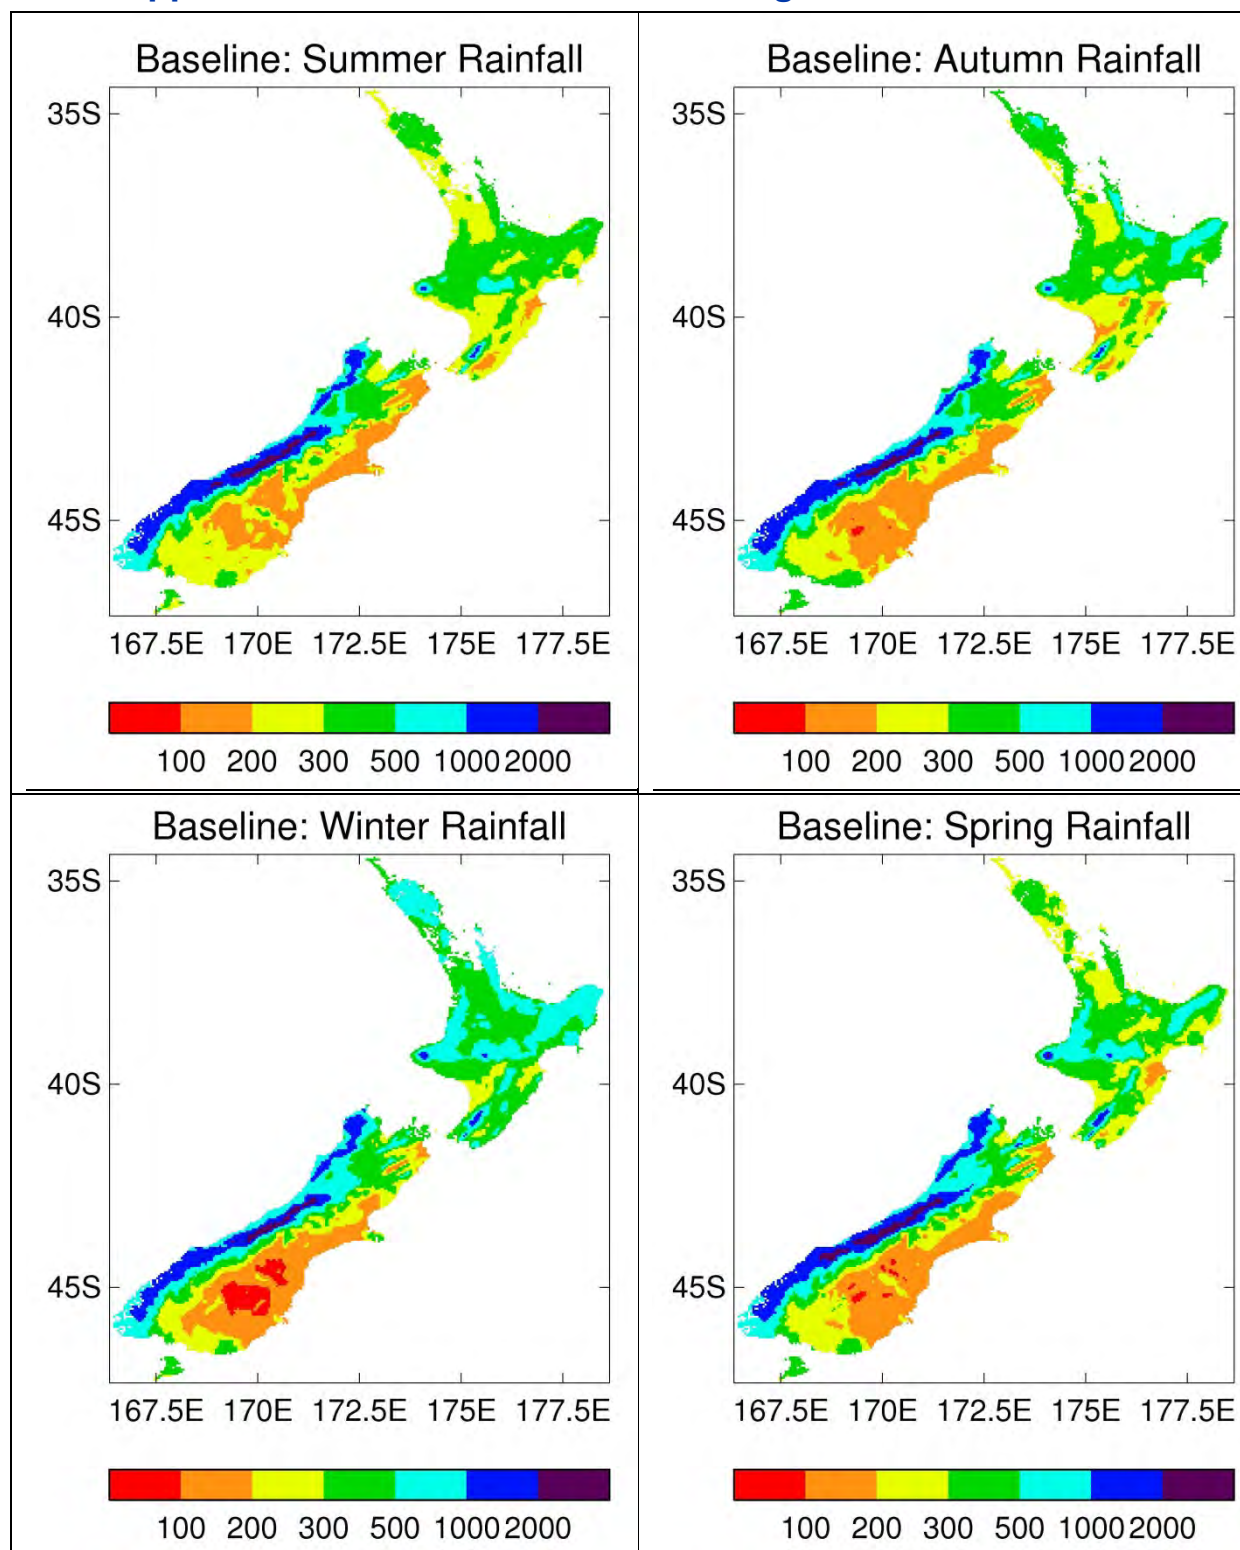 Baseline: Summer Rainfall
35S
40S
45S
167.5E 170E 172.5E 175E 177.5E
100 200 300 500 1000 2000
Baseline: Autumn Rainfall
35S
40S
45S
167.5E 170E 172.5E 175E 177.5E
100 200 300 500 1000 2000
Baseline: Winter Rainfall
35S
40S
45S
167.5E 170E 172.5E 175E 177.5E
100 200 300 500 1000 2000
Baseline: Spring Rainfall
35S
40S
45S
167.5E 170E 172.5E 175E 177.5E
100 200 300 500 1000 2000